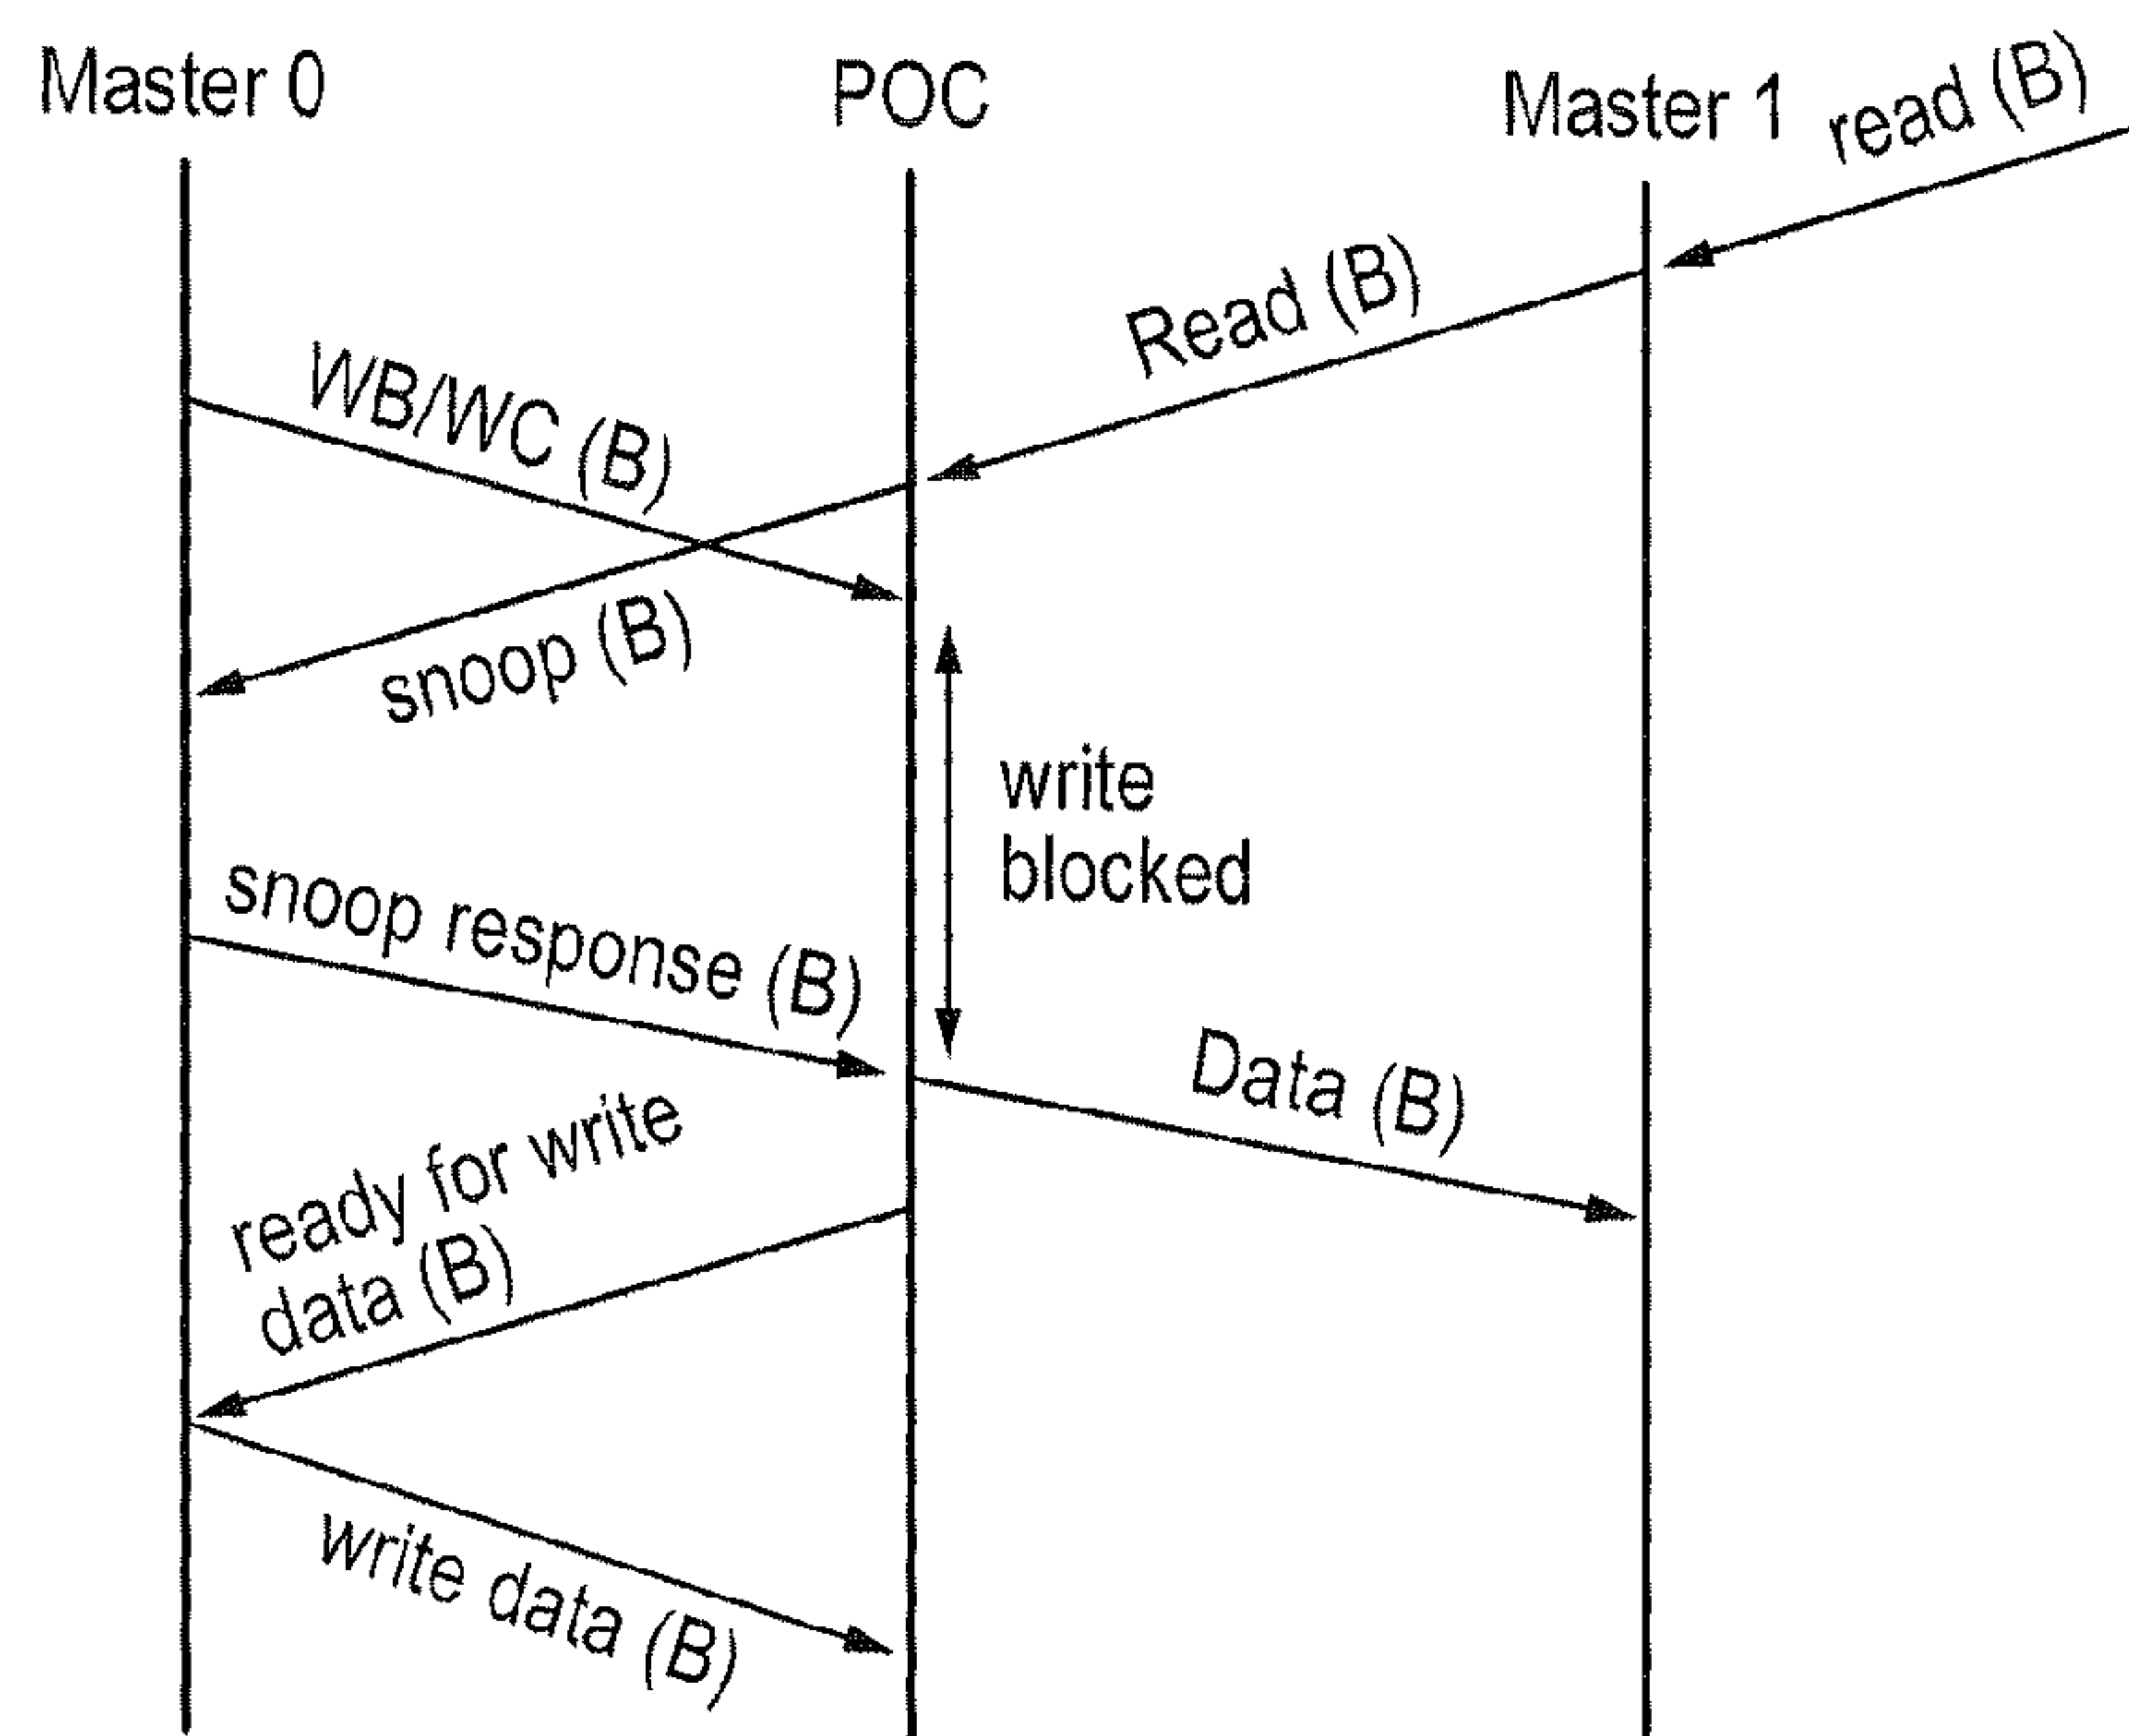 Master 0
POC
Master 1
read (B)
Read (B)
WB/WC (B)
snoop (B)
write
blocked
snoop response (B)
Data (B)
ready for write
data (B)
write data (B)